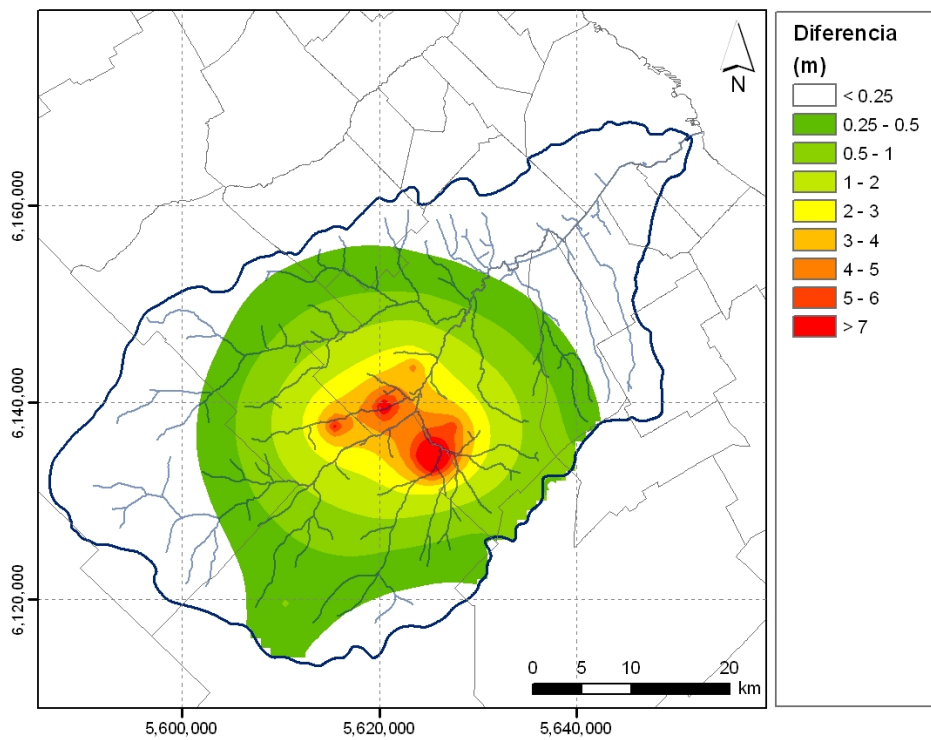 Diferencia
(m)
< 0.25
0.25 - 0.5
0.5 - 1
1 - 2
2 - 3
3 - 4
4 - 5
5 - 6
> 7
N
6,160,000
6,140,000
6,120,000
0 5 10 20
km
5,600,000 5,620,000 5,640,000